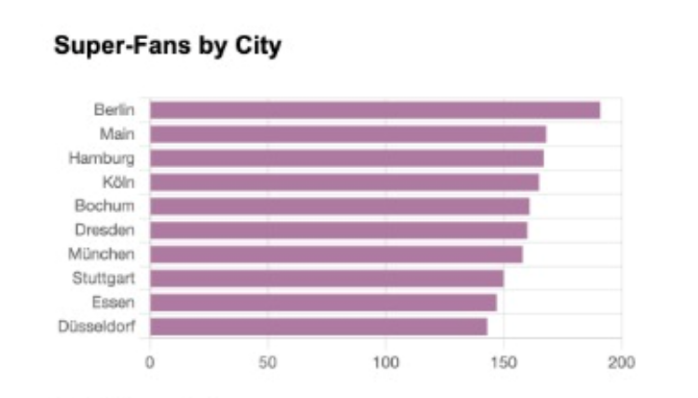 Super-Fans by City
Berlin
Main
Hamburg
Köln
Bochum
Dresden
München
Stuttgart
Essen
Düsseldorf
0 50 100 150 200